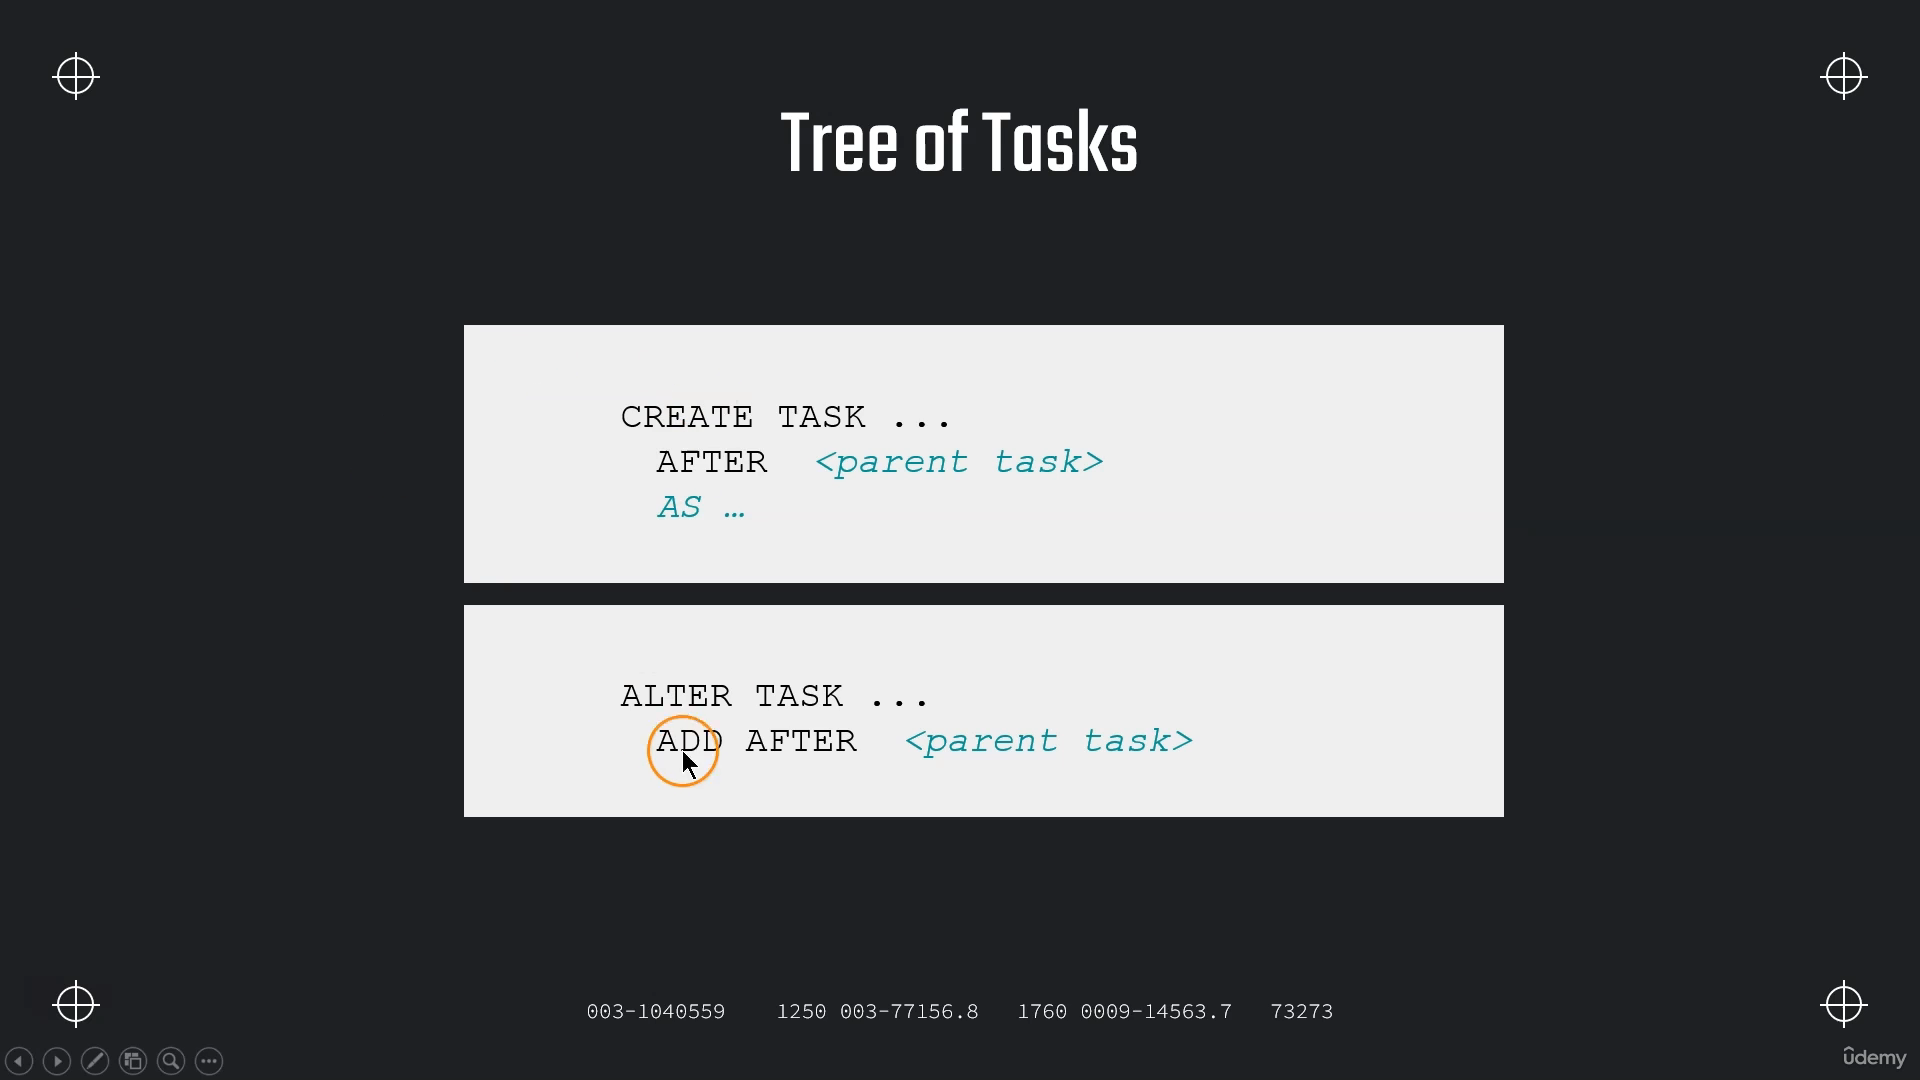 Tree of Tasks
CREATE TASK ...
AFTER <parent task>
AS …
ALTER TASK ...
ADD AFTER <parent task>
003-1040559 1250 003-77156.8 1760 0009-14563.7 73273
ûdemy